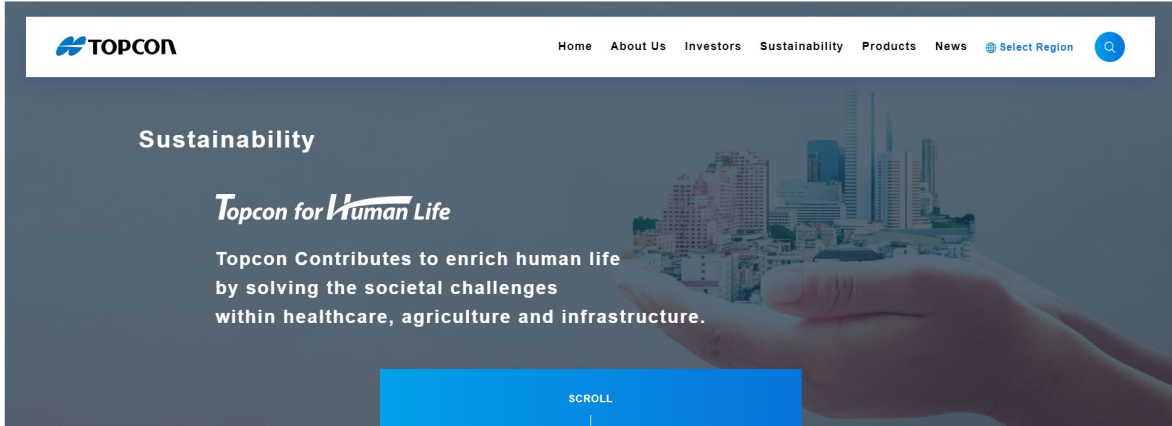 TOPCON
Home About Us Investors Sustainability Products News Select Region
Sustainability
Topcon for Human Life
Topcon Contributes to enrich human life
by solving the societal challenges
within healthcare, agriculture and infrastructure.
SCROLL